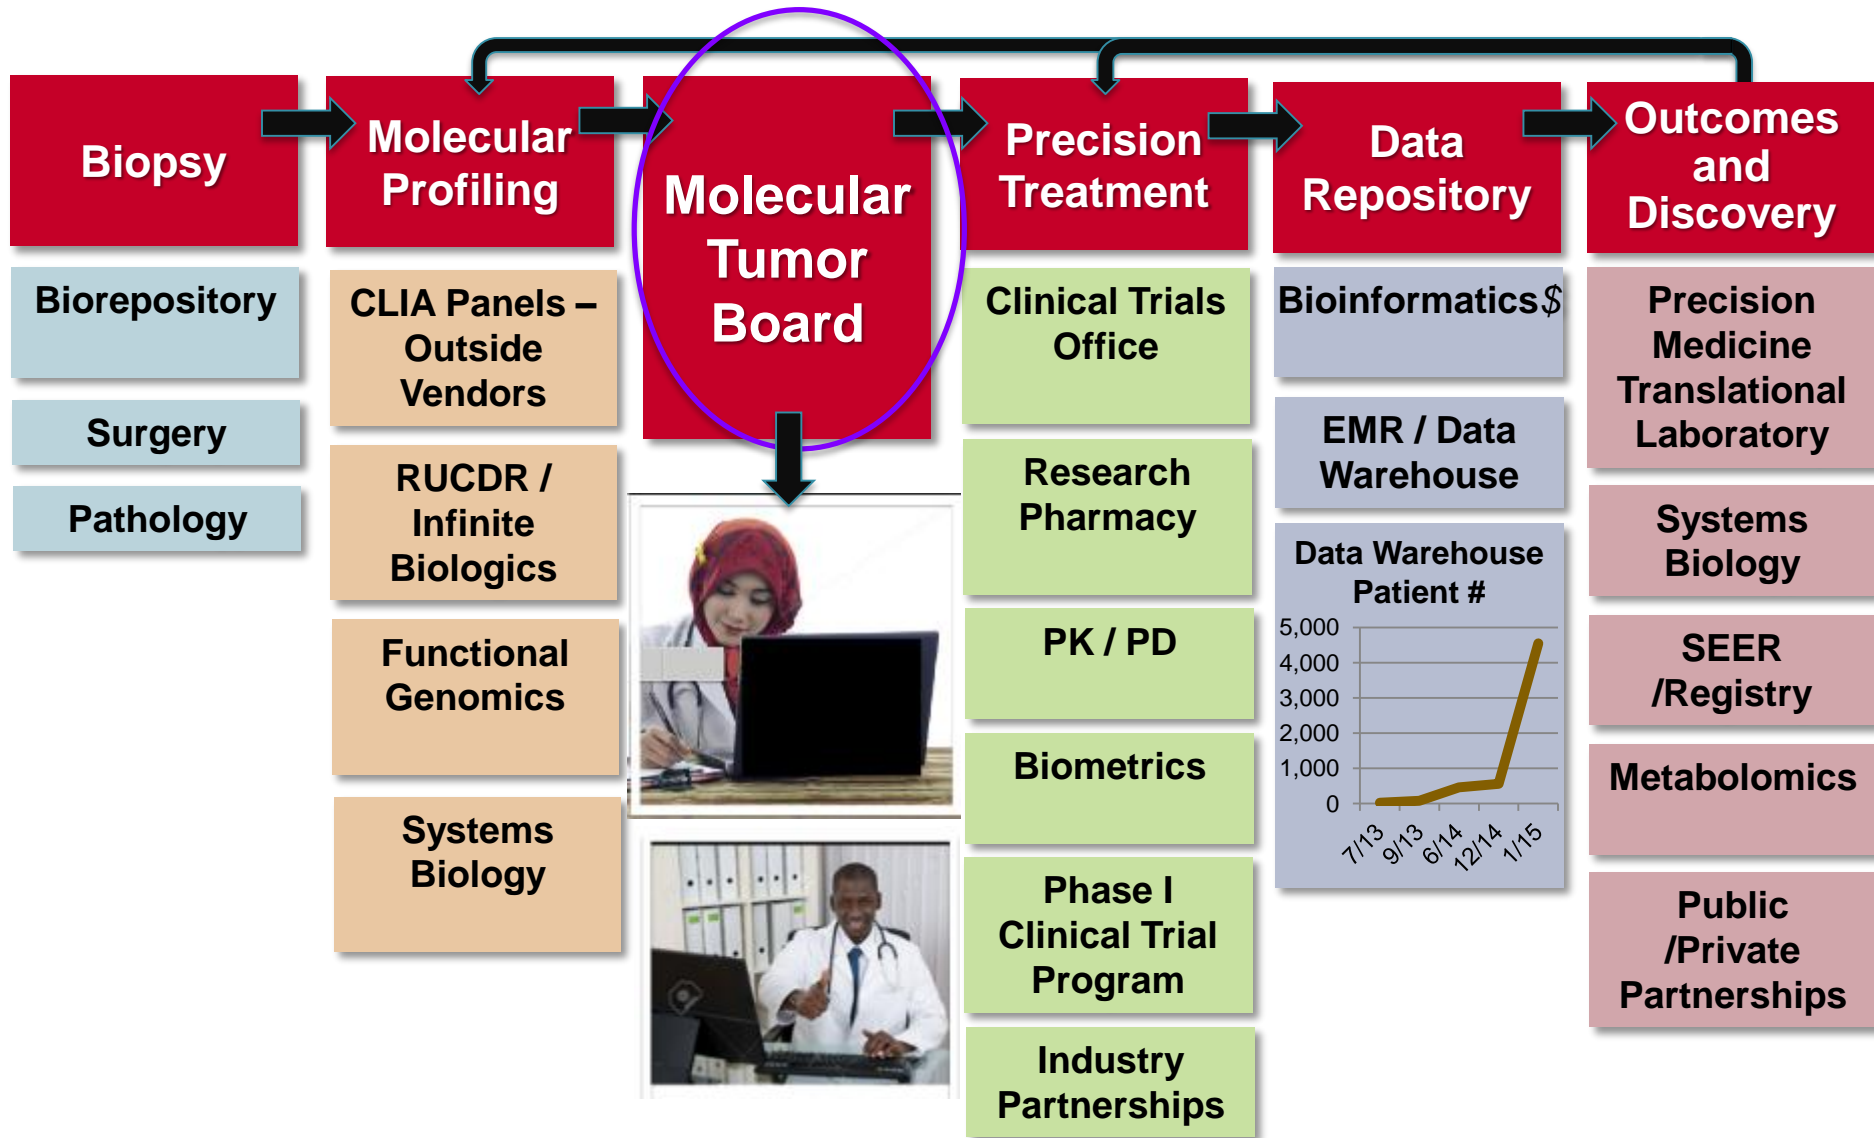 Biopsy
Biorepository
Surgery
Pathology
Molecular
Profiling
CLIA Panels –
Outside
Vendors
RUCDR /
Infinite
Biologics
Functional
Genomics
Systems
Biology
Molecular
Tumor
Board
Precision
Treatment
Clinical Trials
Office
Research
Pharmacy
PK / PD
Biometrics
Phase I
Clinical Trial
Program
Industry
Partnerships
Data
Repository
Bioinformatics$
EMR / Data
Warehouse
Data Warehouse
Patient #
5,000
4,000
3,000
2,000
1,000
0
7/13 9/13 6/14 12/14 1/15
Outcomes
and
Discovery
Precision
Medicine
Translational
Laboratory
Systems
Biology
SEER
/Registry
Metabolomics
Public
/Private
Partnerships